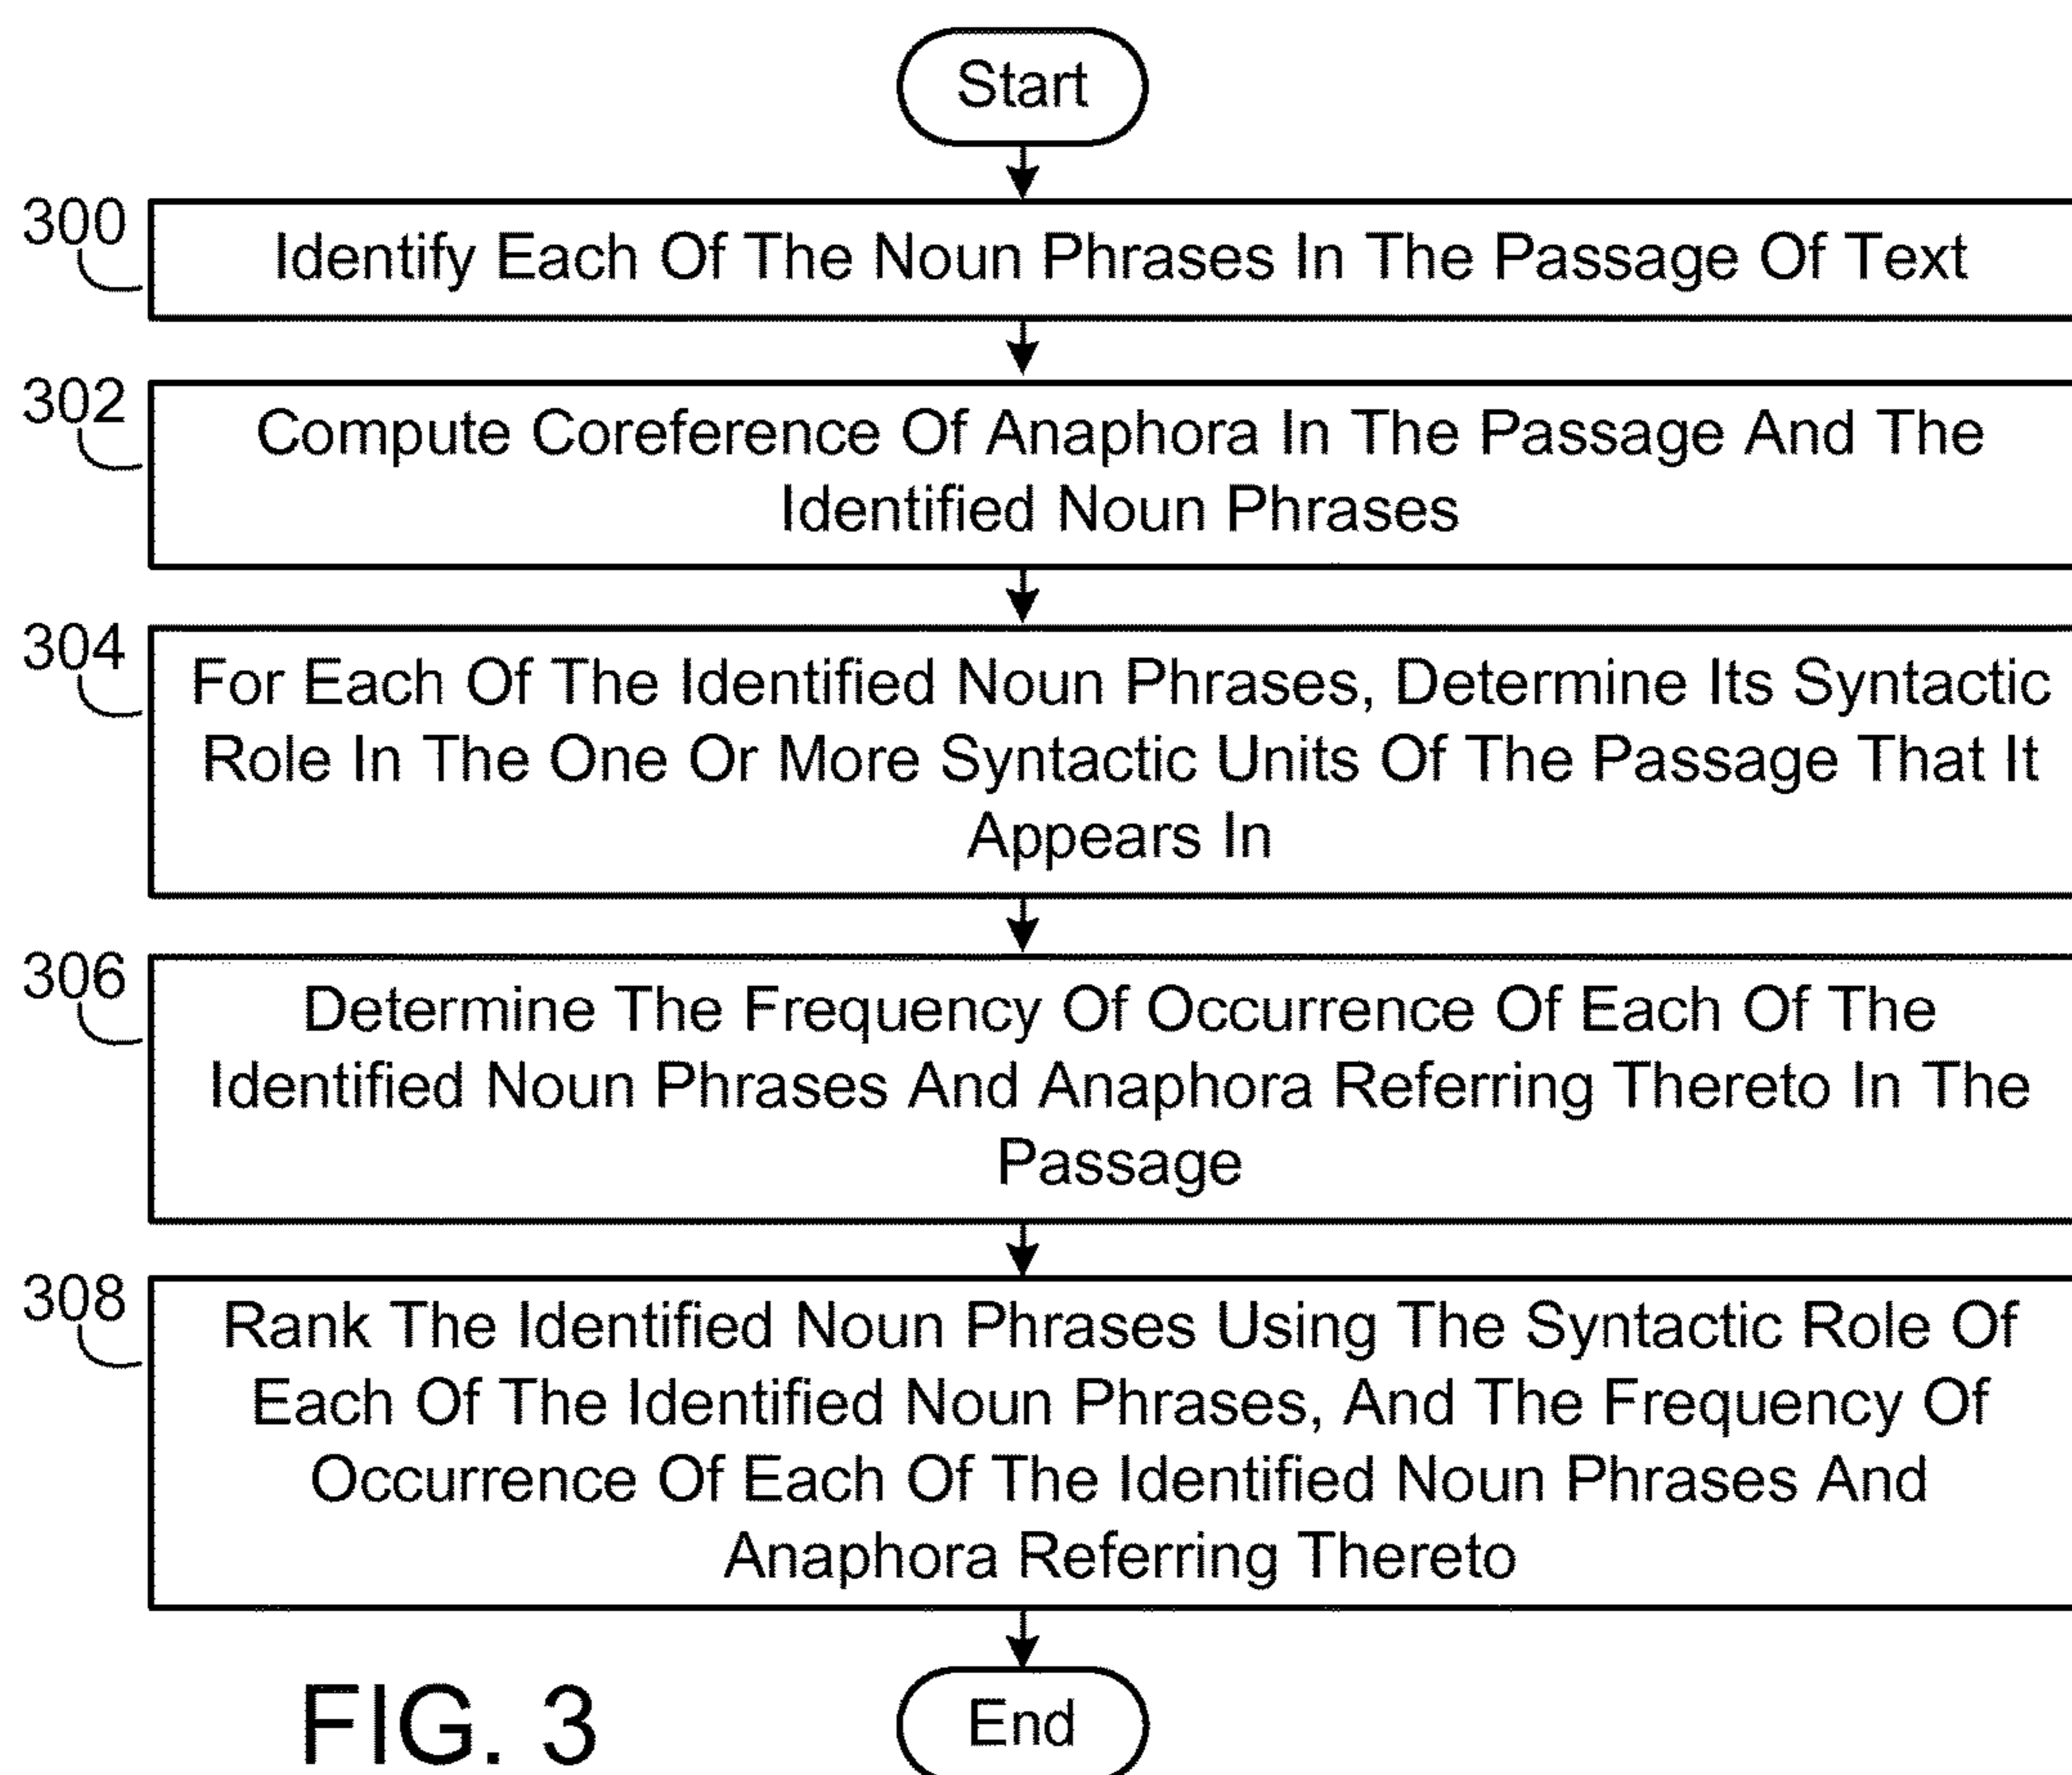 Start
300
Identify Each Of The Noun Phrases In The Passage Of Text
302
Compute Coreference Of Anaphora In The Passage And The
Identified Noun Phrases
304
For Each Of The Identified Noun Phrases, Determine Its Syntactic
Role In The One Or More Syntactic Units Of The Passage That It
Appears In
306
Determine The Frequency Of Occurrence Of Each Of The
Identified Noun Phrases And Anaphora Referring Thereto In The
Passage
308
Rank The Identified Noun Phrases Using The Syntactic Role Of
Each Of The Identified Noun Phrases, And The Frequency Of
Occurrence Of Each Of The Identified Noun Phrases And
Anaphora Referring Thereto
FIG. 3
End